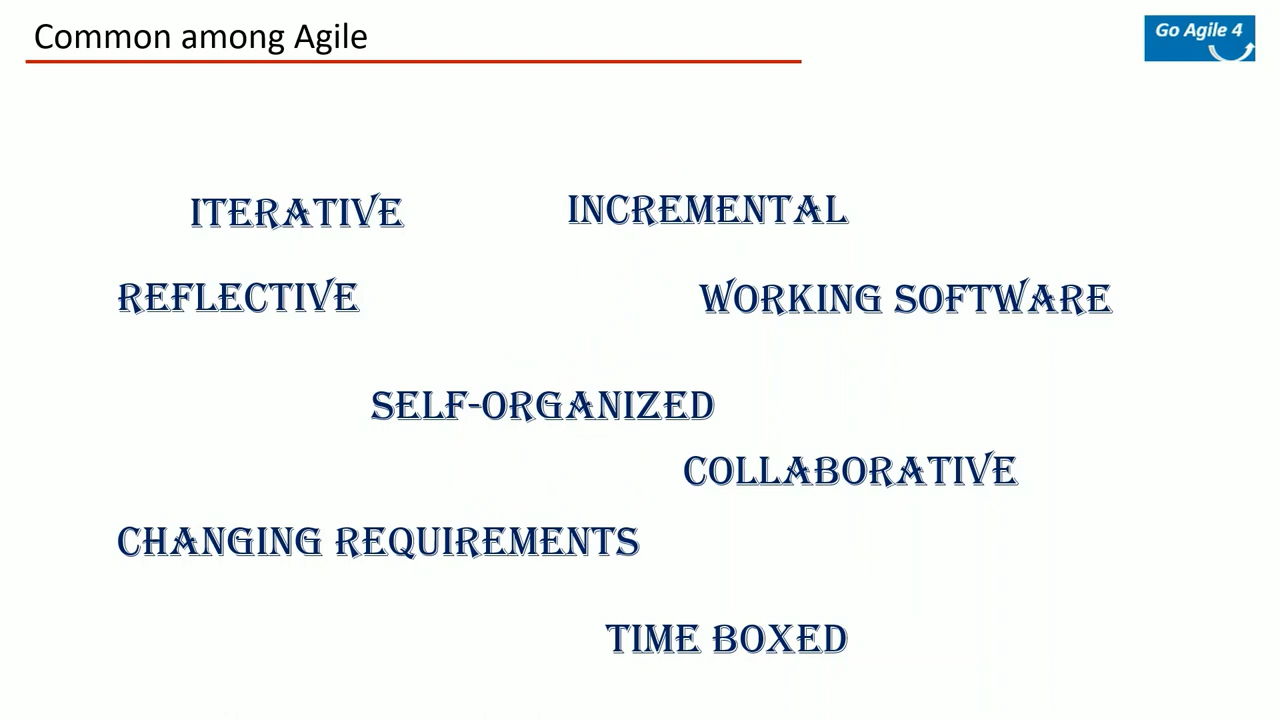 Common among Agile
Go Agile 4
ITERATIVE
INCREMENTAL
REFLECTIVE
WORKING SOFTWARE
SELF-ORGANIZED
COLLABORATIVE
CHANGING REQUIREMENTS
TIME BOXED